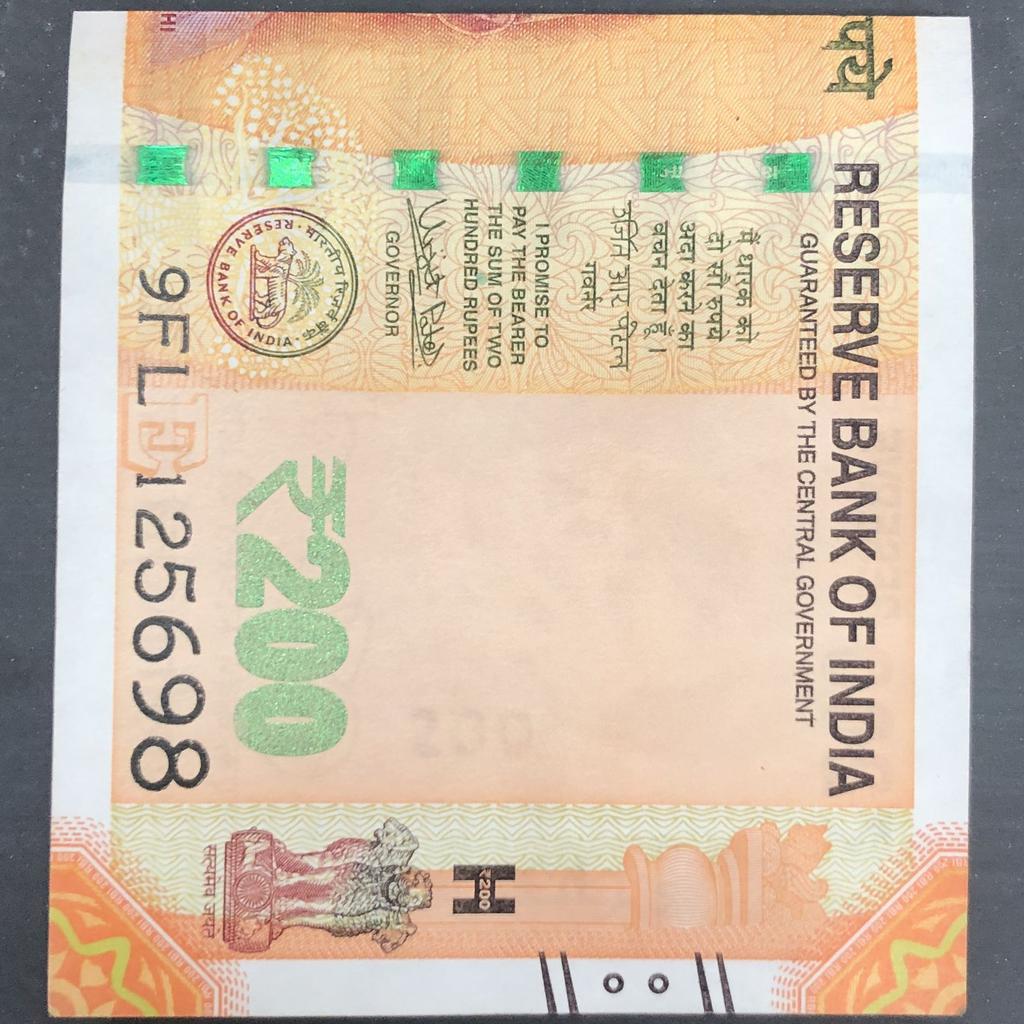 पये
RESERVE BANK OF INDIA
GUARANTEED BY THE CENTRAL GOVERNMENT
मैं धारक को
दो सौ रुपये
अदा करने का
वचन देता हूँ ।
उर्जित आर पटेल
गवर्नर
I PROMISE TO
PAY THE BEARER
THE SUM OF TWO
HUNDRED RUPEES
Urjit Patel
GOVERNOR
भारतीय रिज़र्व बैंक
RESERVE BANK OF INDIA
₹200
9FL 125698
E
₹200
H
सत्यमेव जयते